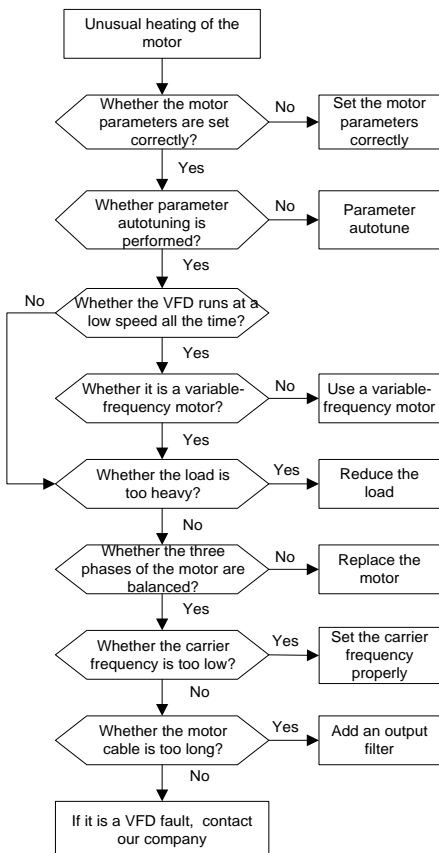 Unusual heating of the
motor
Whether the motor
parameters are set
correctly?
No
Set the motor
parameters
correctly
Yes
Whether parameter
autotuning is
performed?
No
Parameter
autotune
Yes
No
Whether the VFD runs at a
low speed all the time?
Yes
Whether it is a variable-
frequency motor?
No
Use a variable-
frequency motor
Yes
Whether the load is
too heavy?
Yes
Reduce the
load
No
Whether the three
phases of the motor are
balanced?
No
Replace the
motor
Yes
Whether the carrier
frequency is too low?
Yes
Set the carrier
frequency
properly
No
Whether the motor
cable is too long?
Yes
Add an output
filter
No
If it is a VFD fault, contact
our company